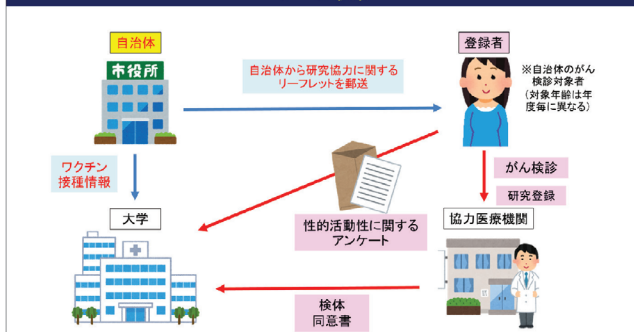 自治体
市役所
登録者
自治体から研究協力に関する
リーフレットを郵送
※自治体のがん
検診対象者
(対象年齢は年
度毎に異なる)
ワクチン
接種情報
がん検診
研究登録
大学
性的活動性に関する
アンケート
協力医療機関
検体
同意書